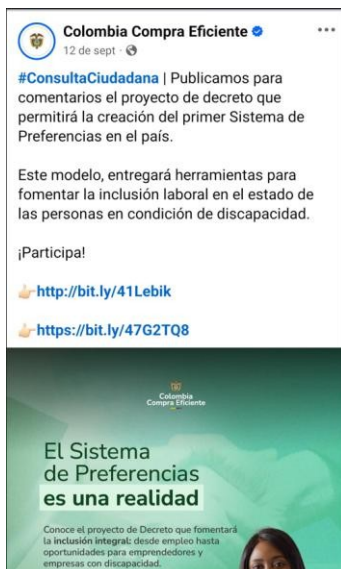 Colombia Compra Eficiente
12 de sept ·
#ConsultaCiudadana | Publicamos para
comentarios el proyecto de decreto que
permitirá la creación del primer Sistema de
Preferencias en el país.
Este modelo, entregará herramientas para
fomentar la inclusión laboral en el estado de
las personas en condición de discapacidad.
¡Participa!
👉🏻http://bit.ly/41Lebik
👉🏻https://bit.ly/47G2TQ8
Colombia
Compra Eficiente
El Sistema
de Preferencias
es una realidad
Conoce el proyecto de Decreto que fomentará
la inclusión integral: desde empleo hasta
oportunidades para emprendedores y
empresas con discapacidad.